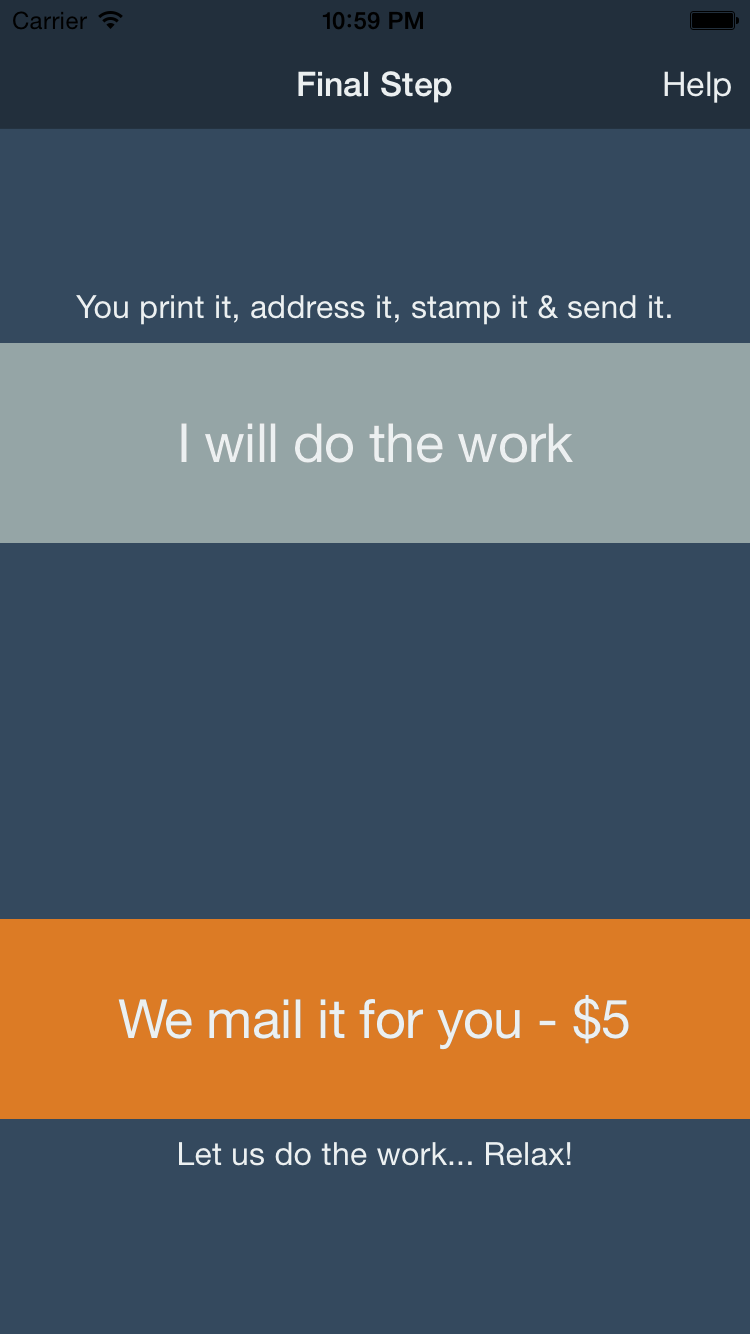 Carrier 10:59 PM
Final Step Help
You print it, address it, stamp it & send it.
I will do the work
We mail it for you - $5
Let us do the work... Relax!